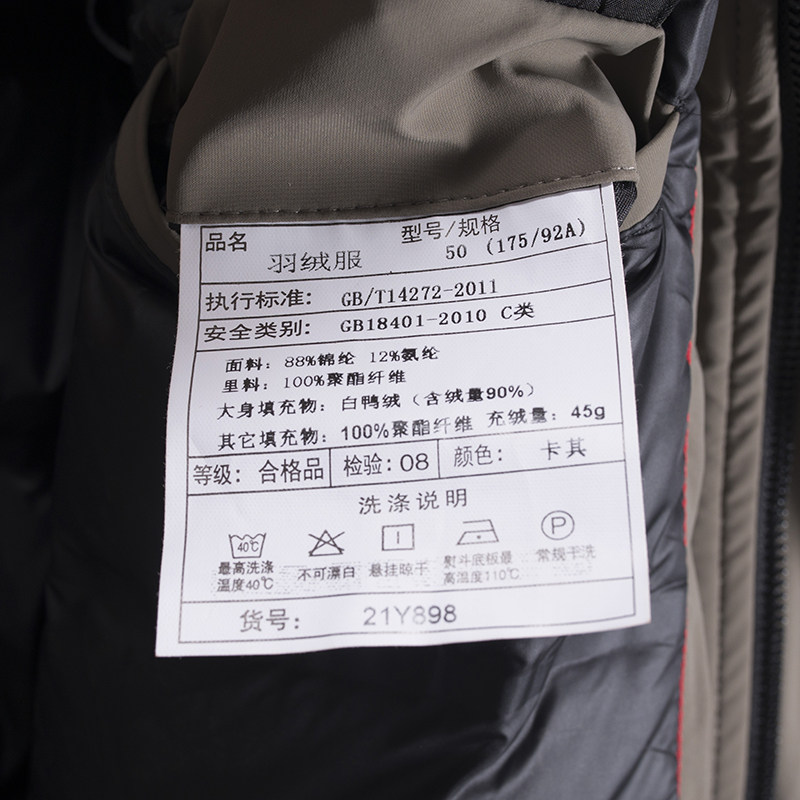 品名 型号/规格
羽绒服 50 (175/92A)
执行标准: GB/T14272-2011
安全类别: GB18401-2010 C类
面料: 88%锦纶 12%氨纶
里料: 100%聚酯纤维
大身填充物: 白鸭绒 (含绒量90%)
其它填充物: 100%聚酯纤维 充绒量: 45g
等级: 合格品 检验: 08 颜色: 卡其
洗涤说明
40℃ P
最高洗涤 不可漂白 悬挂晾干 熨斗底板最 常规干洗
温度40℃ 高温度110℃
货号: 21Y898